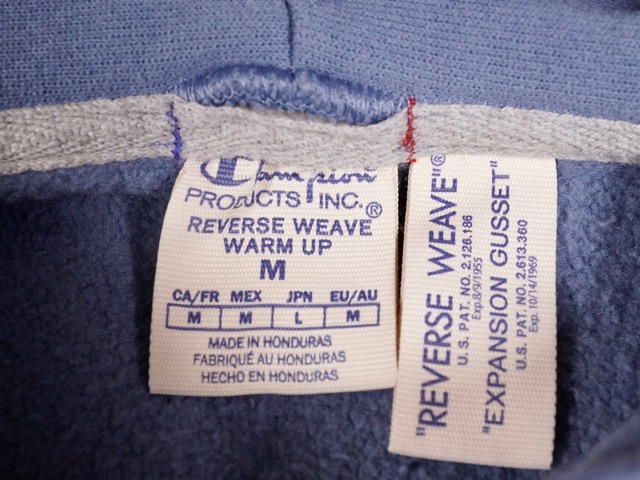 Champion
PRODUCTS INC.®
REVERSE WEAVE
WARM UP
M
CA/FR MEX JPN EU/AU
M M L M
MADE IN HONDURAS
FABRIQUÉ AU HONDURAS
HECHO EN HONDURAS
"REVERSE WEAVE"®
U.S. PAT. NO. 2.126.186
Exp.8/9/1955
"EXPANSION GUSSET"
U.S. PAT. NO. 2.613.360
Exp. 10/14/1969